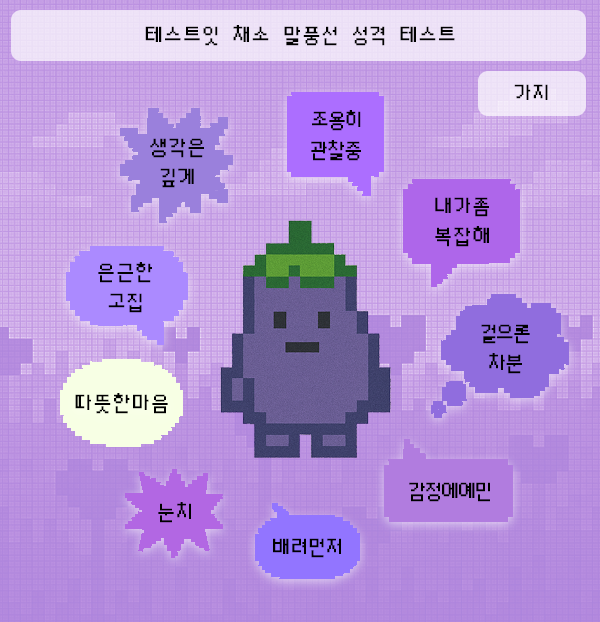 테스트잇 채소 말풍선 성격 테스트
가지
조용히
관찰중
생각은
깊게
내가좀
복잡해
은근한
고집
걸으론
차분
따뜻한마음
감정에예민
눈치
배려먼저